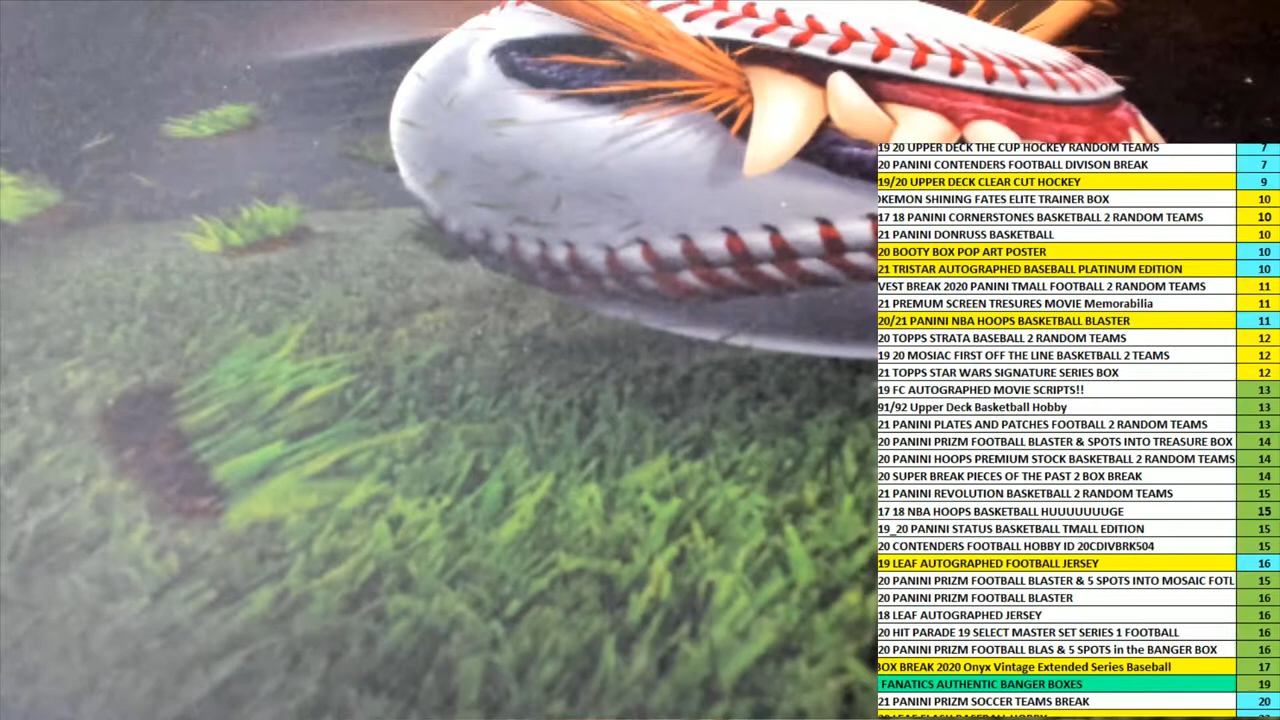 19 20 UPPER DECK THE CUP HOCKEY RANDOM TEAMS 7
20 PANINI CONTENDERS FOOTBALL DIVISON BREAK 7
19/20 UPPER DECK CLEAR CUT HOCKEY 9
OKEMON SHINING FATES ELITE TRAINER BOX 10
17 18 PANINI CORNERSTONES BASKETBALL 2 RANDOM TEAMS 10
21 PANINI DONRUSS BASKETBALL 10
20 BOOTY BOX POP ART POSTER 10
21 TRISTAR AUTOGRAPHED BASEBALL PLATINUM EDITION 10
VEST BREAK 2020 PANINI TMALL FOOTBALL 2 RANDOM TEAMS 11
21 PREMUM SCREEN TRESURES MOVIE Memorabilia 11
20/21 PANINI NBA HOOPS BASKETBALL BLASTER 11
20 TOPPS STRATA BASEBALL 2 RANDOM TEAMS 12
19 20 MOSIAC FIRST OFF THE LINE BASKETBALL 2 TEAMS 12
21 TOPPS STAR WARS SIGNATURE SERIES BOX 12
19 FC AUTOGRAPHED MOVIE SCRIPTS!! 13
91/92 Upper Deck Basketball Hobby 13
21 PANINI PLATES AND PATCHES FOOTBALL 2 RANDOM TEAMS 13
20 PANINI PRIZM FOOTBALL BLASTER & SPOTS INTO TREASURE BOX 14
20 PANINI HOOPS PREMIUM STOCK BASKETBALL 2 RANDOM TEAMS 14
20 SUPER BREAK PIECES OF THE PAST 2 BOX BREAK 14
21 PANINI REVOLUTION BASKETBALL 2 RANDOM TEAMS 15
17 18 NBA HOOPS BASKETBALL HUUUUUUUGE 15
19_20 PANINI STATUS BASKETBALL TMALL EDITION 15
20 CONTENDERS FOOTBALL HOBBY ID 20CDIVBRK504 15
19 LEAF AUTOGRAPHED FOOTBALL JERSEY 16
20 PANINI PRIZM FOOTBALL BLASTER & 5 SPOTS INTO MOSAIC FOTL 15
20 PANINI PRIZM FOOTBALL BLASTER 16
18 LEAF AUTOGRAPHED JERSEY 16
20 HIT PARADE 19 SELECT MASTER SET SERIES 1 FOOTBALL 16
20 PANINI PRIZM FOOTBALL BLAS & 5 SPOTS in the BANGER BOX 16
BOX BREAK 2020 Onyx Vintage Extended Series Baseball 17
FANATICS AUTHENTIC BANGER BOXES 19
21 PANINI PRIZM SOCCER TEAMS BREAK 20